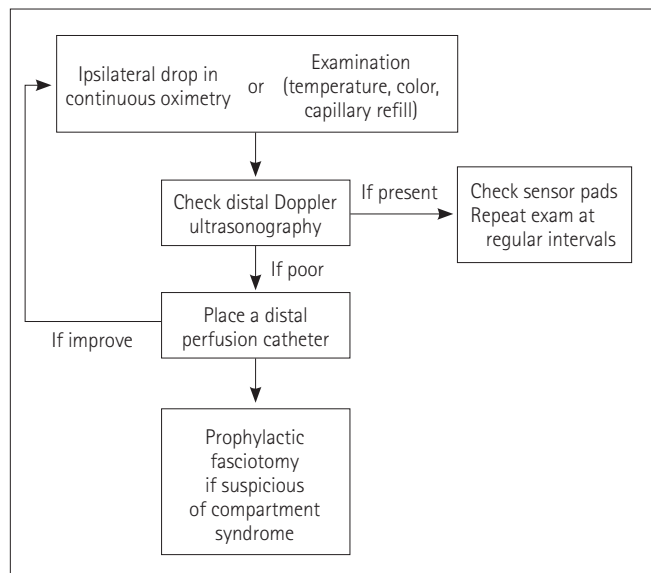 Ipsilateral drop in
continuous oximetry
or
Examination
(temperature, color,
capillary refill)
Check distal Doppler
ultrasonography
If present
Check sensor pads
Repeat exam at
regular intervals
If poor
Place a distal
perfusion catheter
If improve
Prophylactic
fasciotomy
if suspicious
of compartment
syndrome